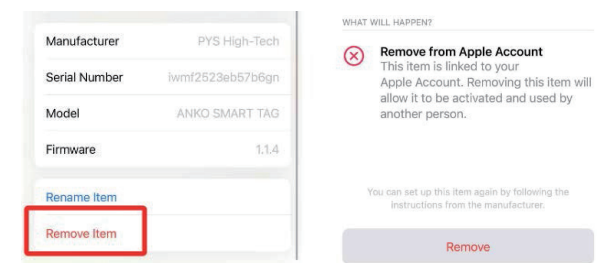 Manufacturer PYS High-Tech
Serial Number iwmf2523eb57b6gn
Model ANKO SMART TAG
Firmware 1.1.4
Rename Item
Remove Item
WHAT WILL HAPPEN?
Remove from Apple Account
This item is linked to your
Apple Account. Removing this item will
allow it to be activated and used by
another person.
You can set up this item again by following the
instructions from the manufacturer.
Remove